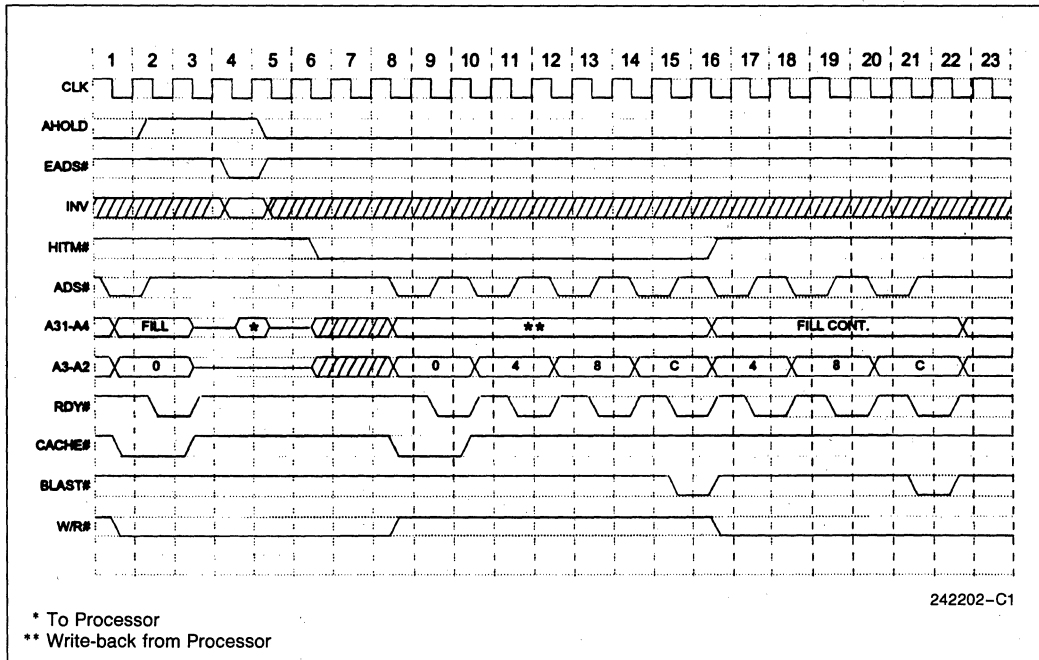 1 2 3 4 5 6 7 8 9 10 11 12 13 14 15 16 17 18 19 20 21 22 23
CLK
AHOLD
EADS#
INV
HITM#
ADS#
A31-A4 FILL * ** FILL CONT.
A3-A2 0 0 4 8 C 4 8 C
RDY#
CACHE#
BLAST#
W/R#
242202-C1
* To Processor
** Write-back from Processor